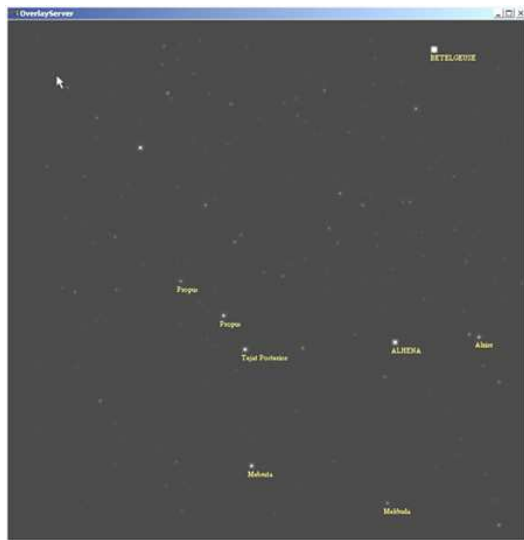 OverlayServer
BETELGEUSE
Propus
Propus
Tejat Posterior
ALHENA
Alzirr
Mebsuta
Mekbuda